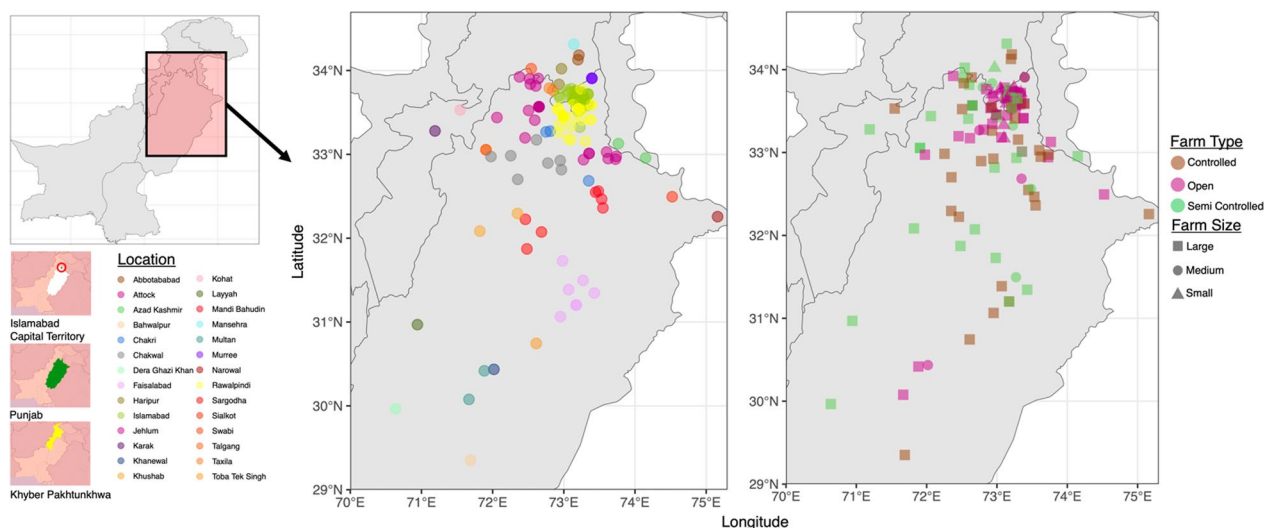 Islamabad
Capital Territory
Punjab
Khyber Pakhtunkhwa
Location
Abbotababad
Attock
Azad Kashmir
Bahwalpur
Chakri
Chakwal
Dera Ghazi Khan
Faisalabad
Haripur
Islamabad
Jehlum
Karak
Khanewal
Khushab
Kohat
Layyah
Mandi Bahudin
Mansehra
Multan
Murree
Narowal
Rawalpindi
Sargodha
Sialkot
Swabi
Talgang
Taxila
Toba Tek Singh
Latitude
34°N
33°N
32°N
31°N
30°N
29°N
70°E
71°E
72°E
73°E
74°E
75°E
34°N
33°N
32°N
31°N
30°N
29°N
70°E
71°E
72°E
73°E
74°E
75°E
Longitude
Farm Type
Controlled
Open
Semi Controlled
Farm Size
Large
Medium
Small